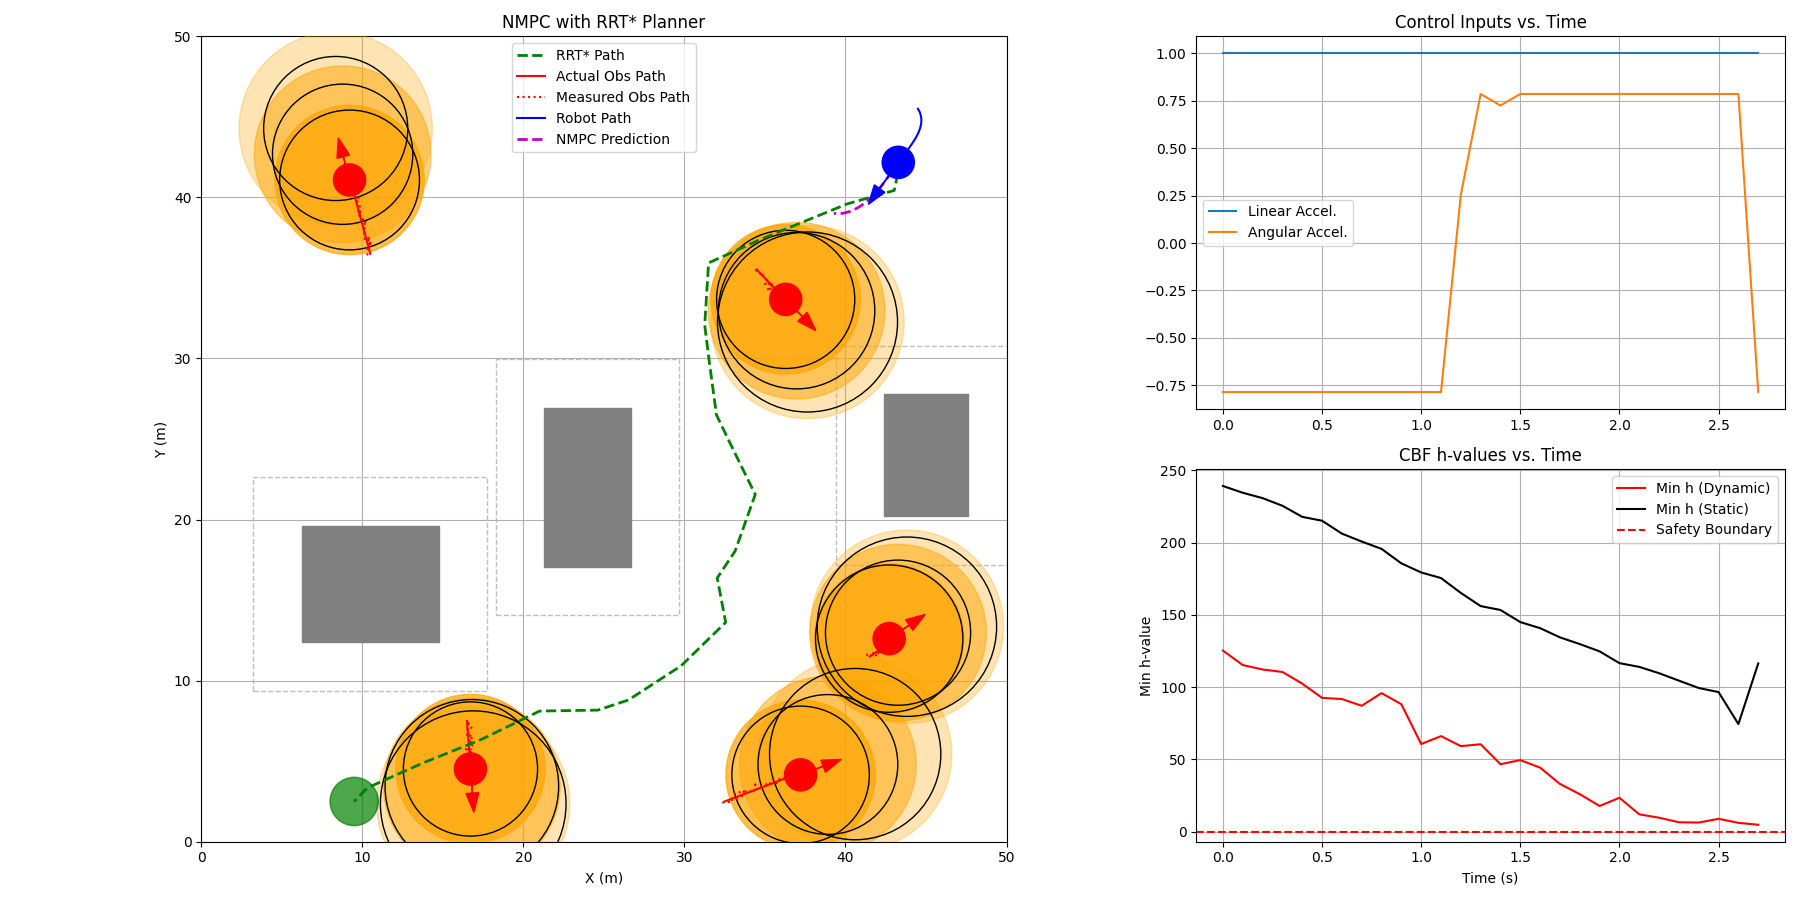 NMPC with RRT* Planner
50
40
30
20
10
0
Y (m)
0 10 20 30 40 50
X (m)
RRT* Path
Actual Obs Path
Measured Obs Path
Robot Path
NMPC Prediction
Control Inputs vs. Time
1.00
0.75
0.50
0.25
0.00
−0.25
−0.50
−0.75
Linear Accel.
Angular Accel.
0.0 0.5 1.0 1.5 2.0 2.5
CBF h-values vs. Time
250
200
150
100
50
0
Min h-value
Min h (Dynamic)
Min h (Static)
Safety Boundary
0.0 0.5 1.0 1.5 2.0 2.5
Time (s)